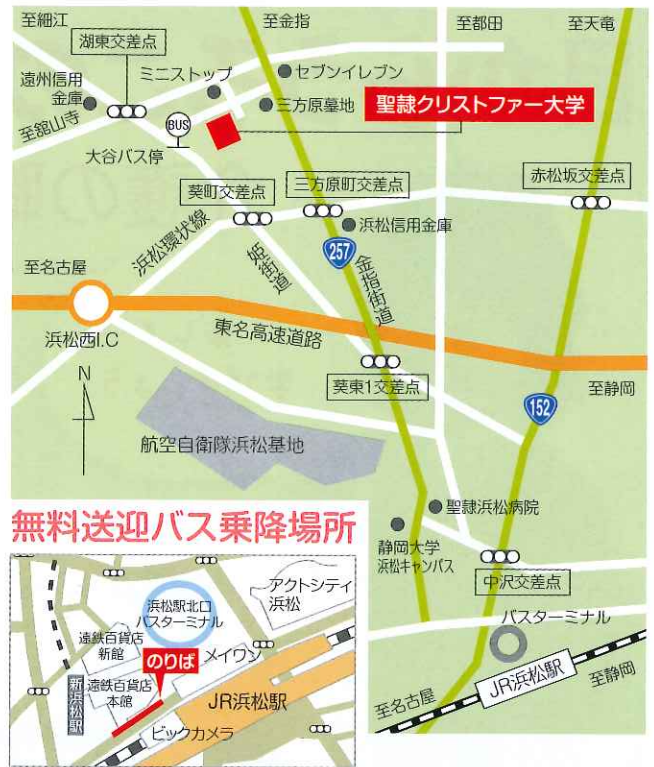 至細江
至金指
至都田
至天竜
湖東交差点
ミニストップ
セブンイレブン
遠州信用
金庫
三方原墓地
聖隷クリストファー大学
至舘山寺
BUS
大谷バス停
葵町交差点
三方原町交差点
赤松坂交差点
浜松信用金庫
浜松環状線
姫街道
257
金指街道
至名古屋
東名高速道路
浜松西I.C
N
葵東1交差点
至静岡
152
航空自衛隊浜松基地
聖隷浜松病院
静岡大学
浜松キャンパス
中沢交差点
バスターミナル
JR浜松駅
至名古屋
至静岡
無料送迎バス乗降場所
アクトシティ
浜松
浜松駅北口
バスターミナル
遠鉄百貨店
新館
のりば
メイワン
新浜松駅
遠鉄百貨店
本館
JR浜松駅
ビックカメラ